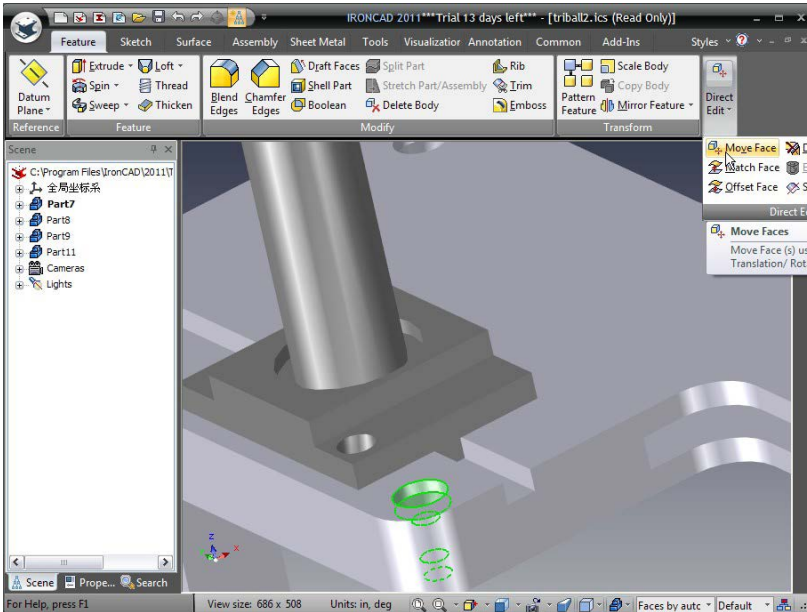 IRONCAD 2011***Trial 13 days left*** - [triball2.ics (Read Only)]
Feature Sketch Surface Assembly Sheet Metal Tools Visualization Annotation Common Add-Ins Styles
Datum Plane
Extrude Loft
Spin Thread
Sweep Thicken
Blend Edges
Chamfer Edges
Draft Faces Split Part Rib
Shell Part Stretch Part/Assembly Trim
Boolean Delete Body Emboss
Pattern Feature
Scale Body
Copy Body
Mirror Feature
Direct Edit
Reference Feature Modify Transform
Scene
C:\Program Files\IronCAD\2011\T
全局坐标系
Part7
Part8
Part9
Part11
Cameras
Lights
Move Face D
Match Face E
Offset Face S
Direct E
Move Faces
Move Face (s) us
Translation/ Rot
z
x
Scene Prope... Search
For Help, press F1 View size: 686 x 508 Units: in, deg Faces by autc Default